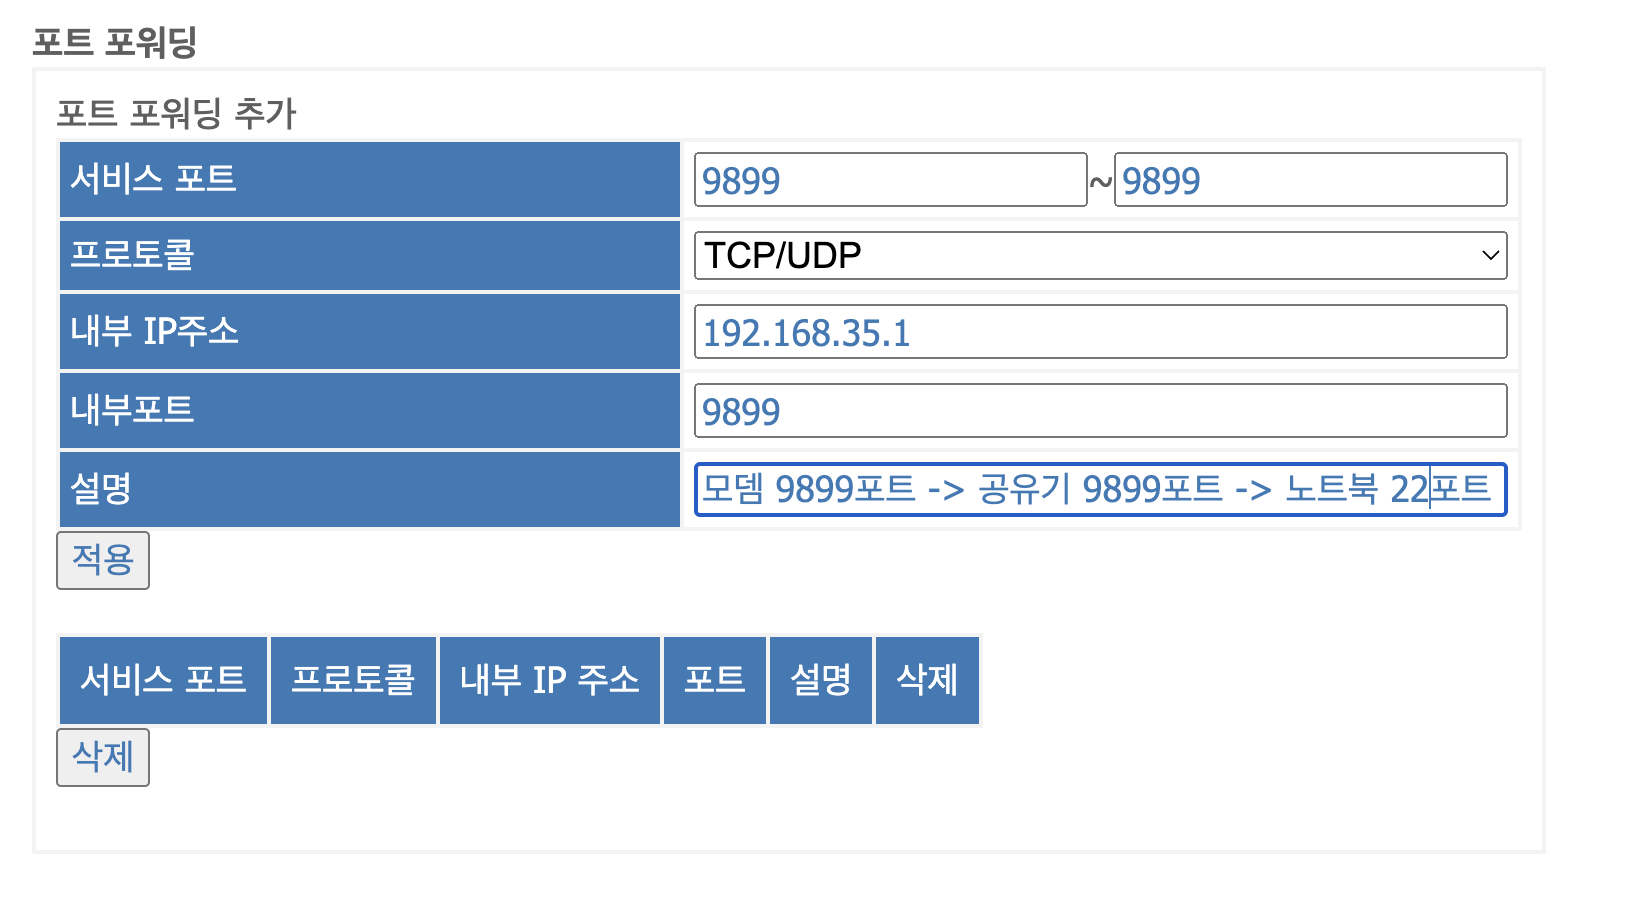 포트 포워딩
포트 포워딩 추가
서비스 포트 9899 ~ 9899
프로토콜 TCP/UDP
내부 IP주소 192.168.35.1
내부포트 9899
설명 모뎀 9899포트 -> 공유기 9899포트 -> 노트북 22포트
적용
서비스 포트 프로토콜 내부 IP 주소 포트 설명 삭제
삭제